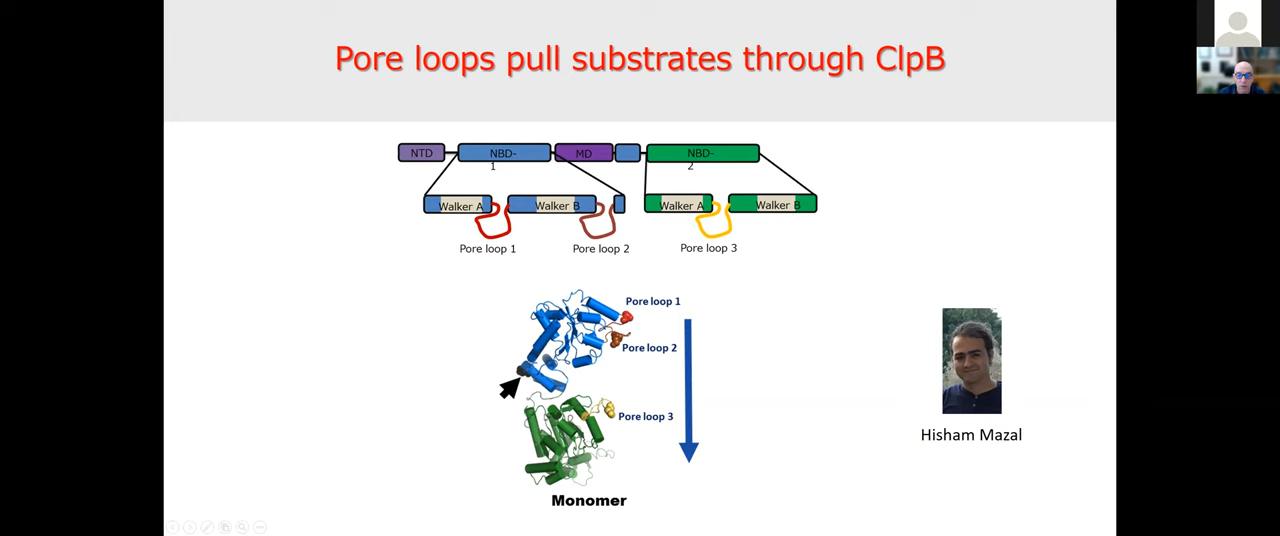 Pore loops pull substrates through ClpB
NTD
NBD-
1
MD
NBD-
2
Walker A
Walker B
Walker A
Walker B
Pore loop 1
Pore loop 2
Pore loop 3
Pore loop 1
Pore loop 2
Pore loop 3
Monomer
Hisham Mazal